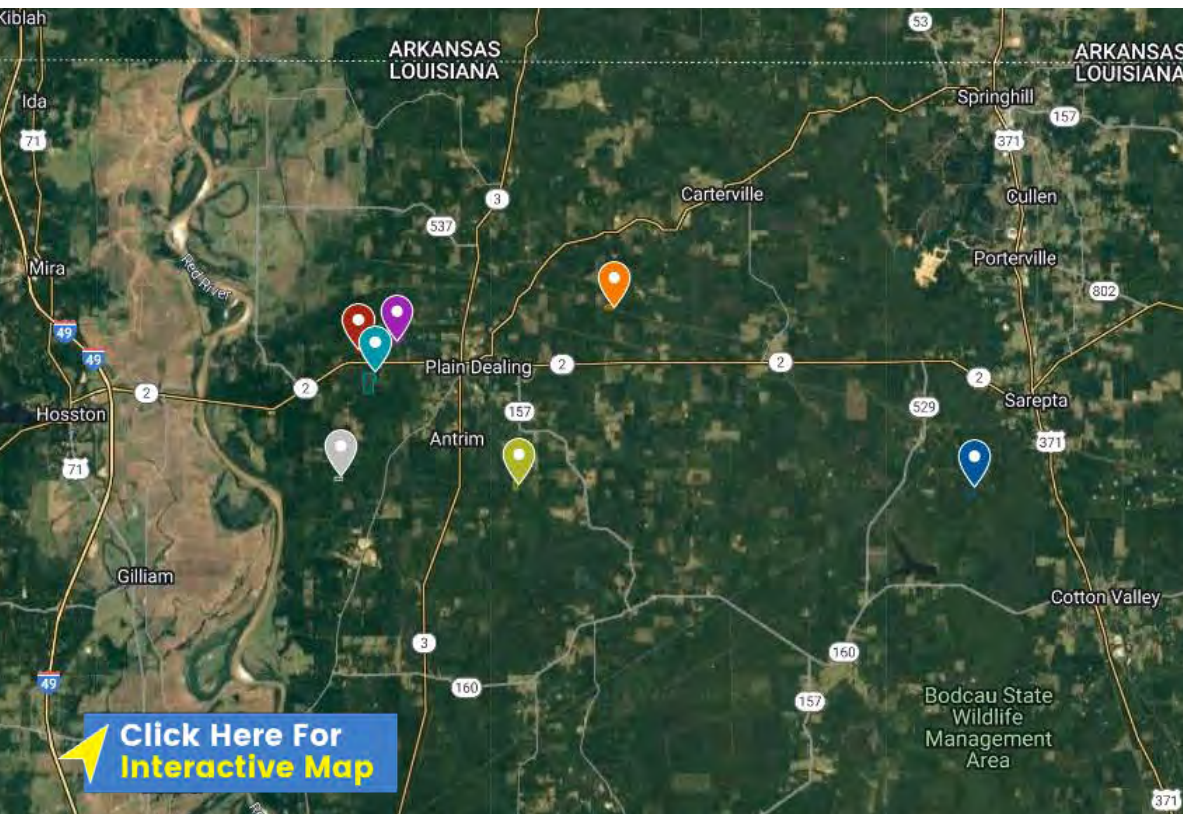 Kiblah
53
ARKANSAS
LOUISIANA
ARKANSAS
LOUISIANA
Ida
Springhill
71
157
371
3
Carterville
Cullen
537
Mira
Red River
Porterville
802
49
49
Plain Dealing
2
2
2
2
2
Sarepta
Hosston
157
529
Antrim
371
71
Gilliam
Cotton Valley
3
160
49
160
157
Bodcau State
Wildlife
Management
Area
Click Here For
Interactive Map
371